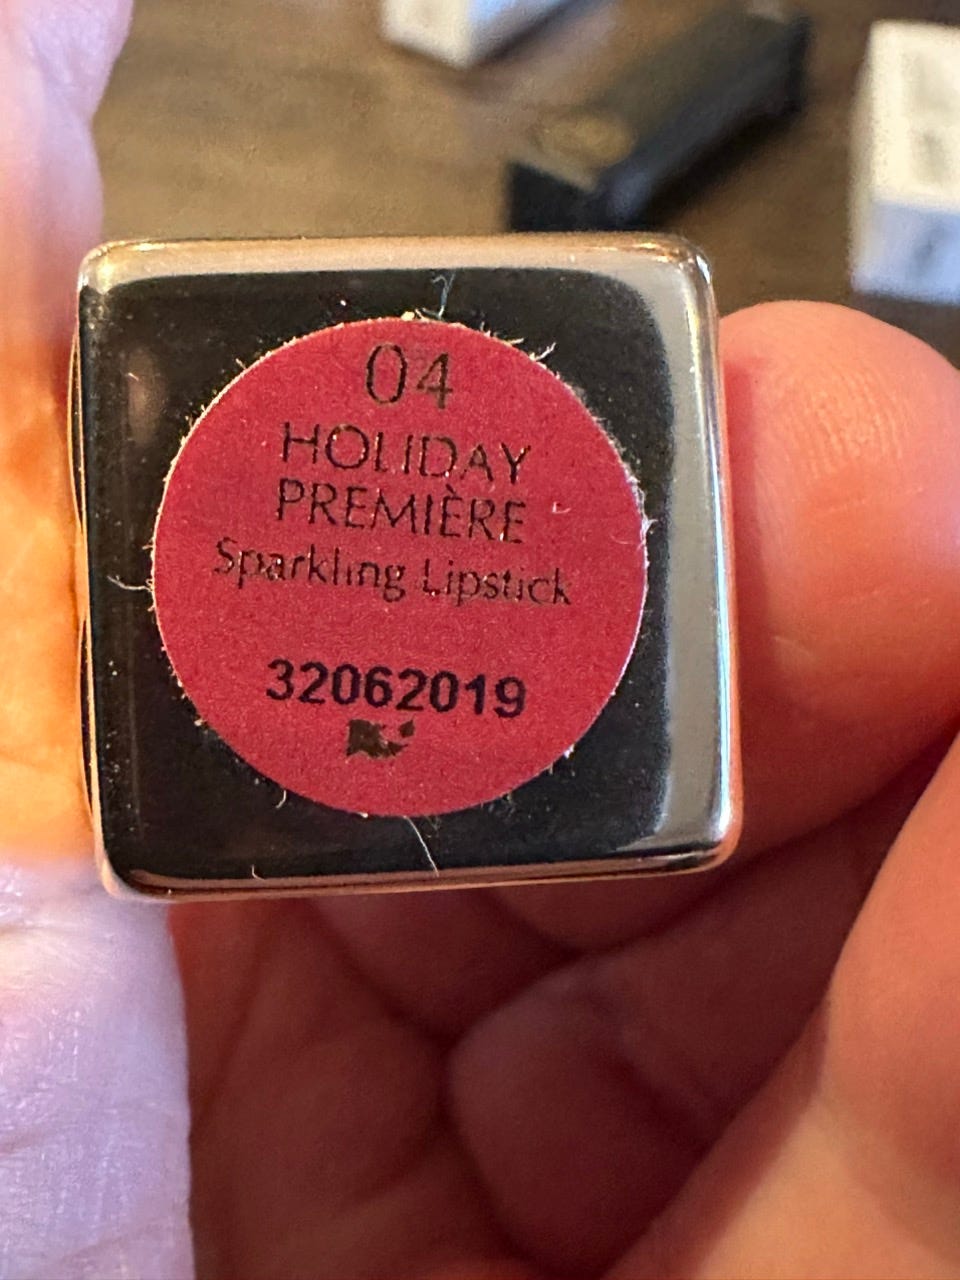 04
HOLIDAY
PREMIÈRE
Sparkling Lipstick
32062019